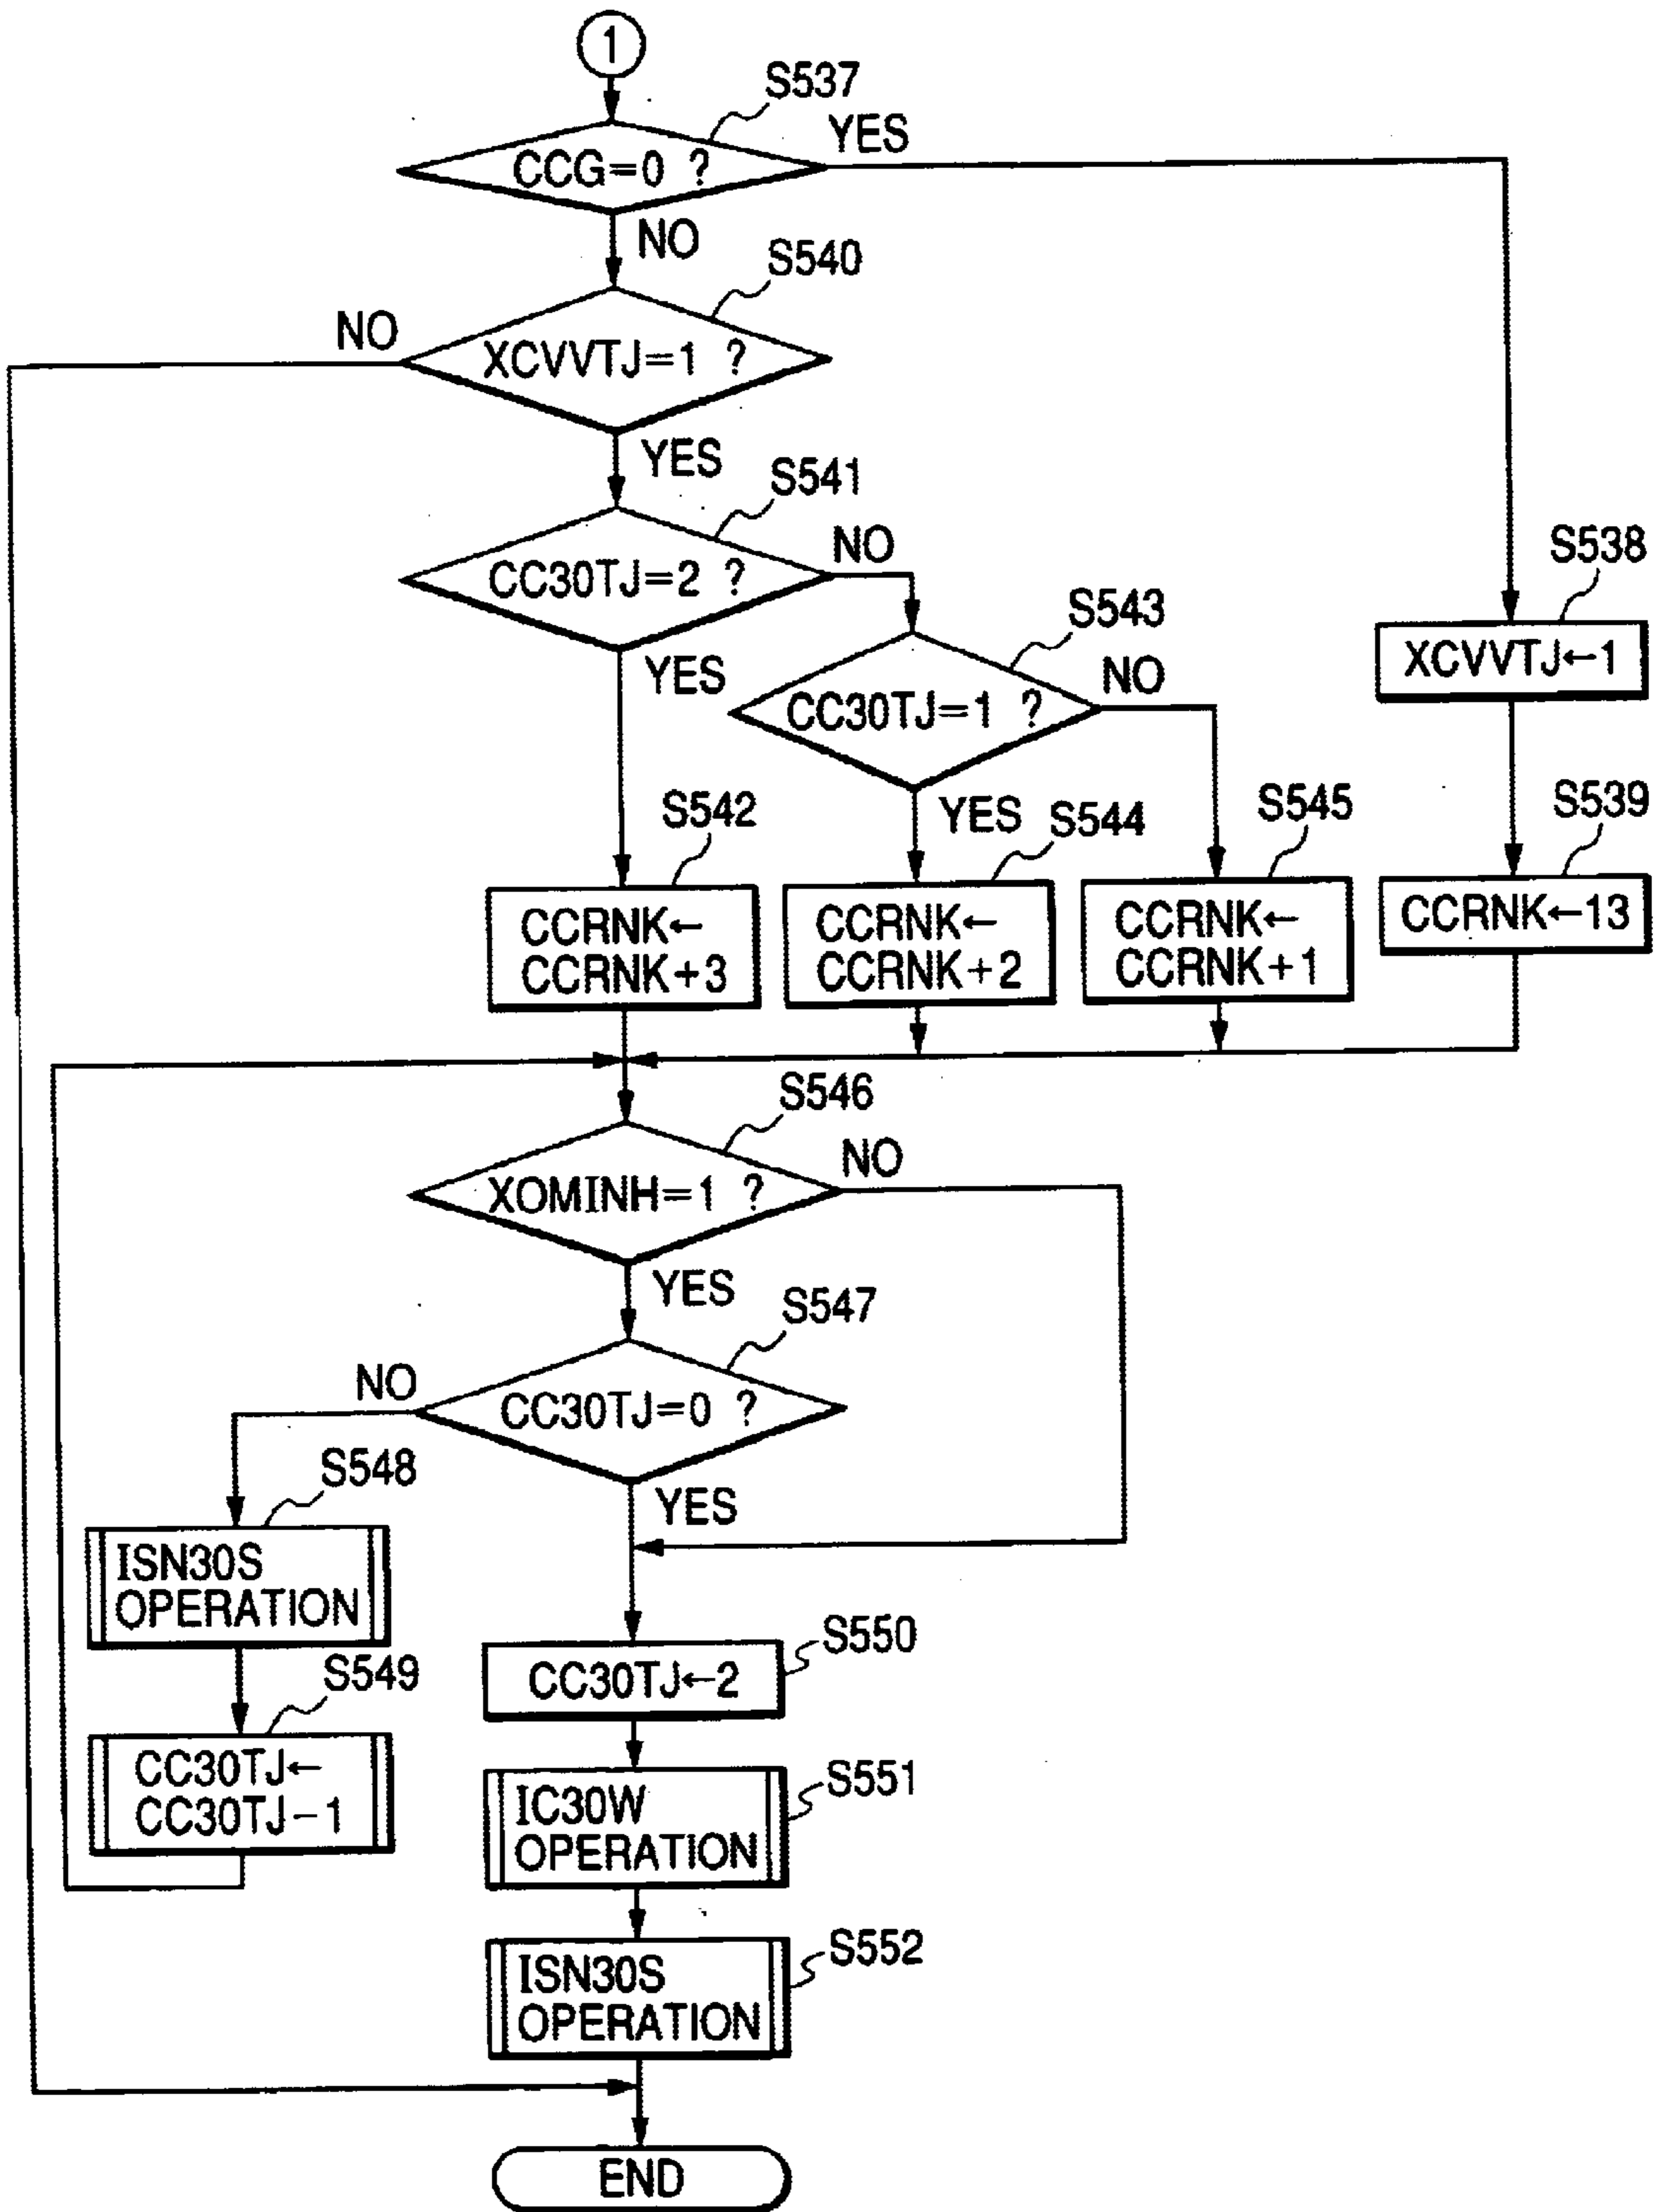 1
S537
CCG=0 ?
YES
NO
S540
NO
XCVVTJ=1 ?
YES
S541
NO
CC30TJ=2 ?
S538
XCVVTJ←1
S543
YES
NO
CC30TJ=1 ?
S542
YES
S544
S545
S539
CCRNK←
CCRNK+3
CCRNK←
CCRNK+2
CCRNK←
CCRNK+1
CCRNK←13
S546
NO
XOMINH=1 ?
YES
S547
NO
CC30TJ=0 ?
S548
YES
ISN30S
OPERATION
S550
S549
CC30TJ←2
CC30TJ←
CC30TJ-1
S551
IC30W
OPERATION
S552
ISN30S
OPERATION
END